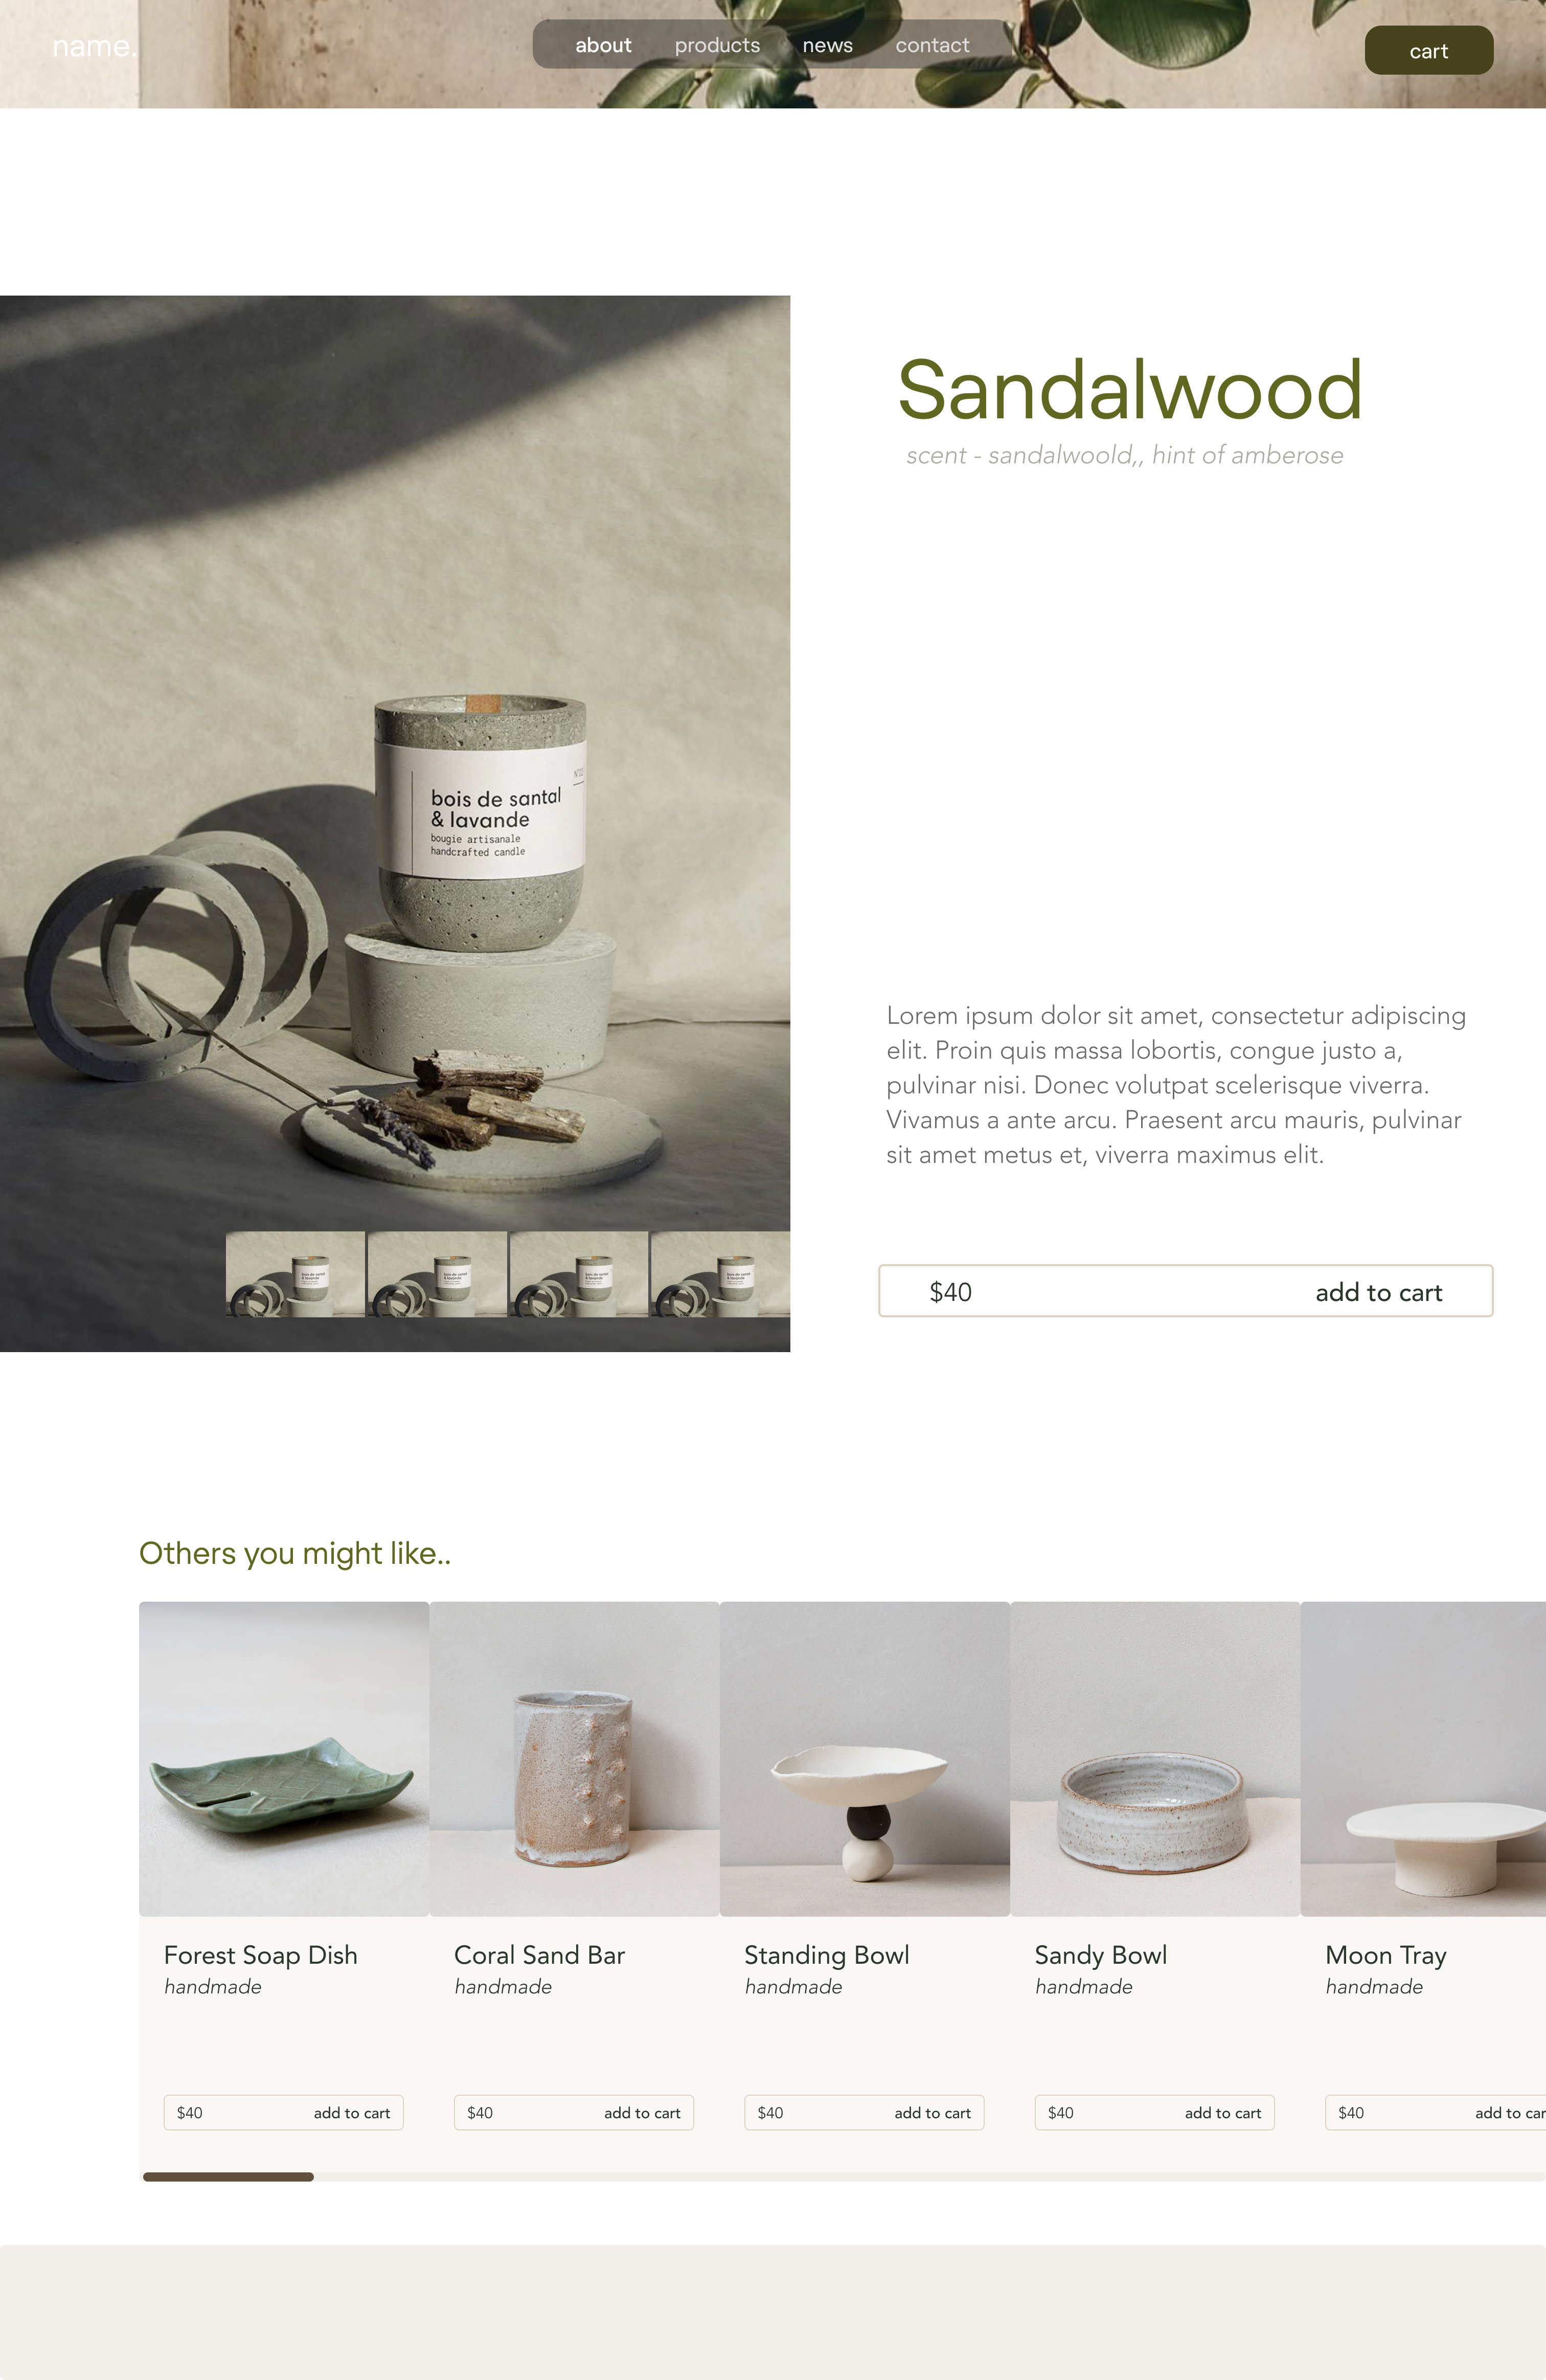 name.
about products news contact
cart
Sandalwood
scent - sandalwoold,, hint of amberose
bois de santal
& lavande
bougie artisanale
handcrafted candle
Lorem ipsum dolor sit amet, consectetur adipiscing
elit. Proin quis massa lobortis, congue justo a,
pulvinar nisi. Donec volutpat scelerisque viverra.
Vivamus a ante arcu. Praesent arcu mauris, pulvinar
sit amet metus et, viverra maximus elit.
$40 add to cart
Others you might like..
Forest Soap Dish
handmade
$40 add to cart
Coral Sand Bar
handmade
$40 add to cart
Standing Bowl
handmade
$40 add to cart
Sandy Bowl
handmade
$40 add to cart
Moon Tray
handmade
$40 add to car